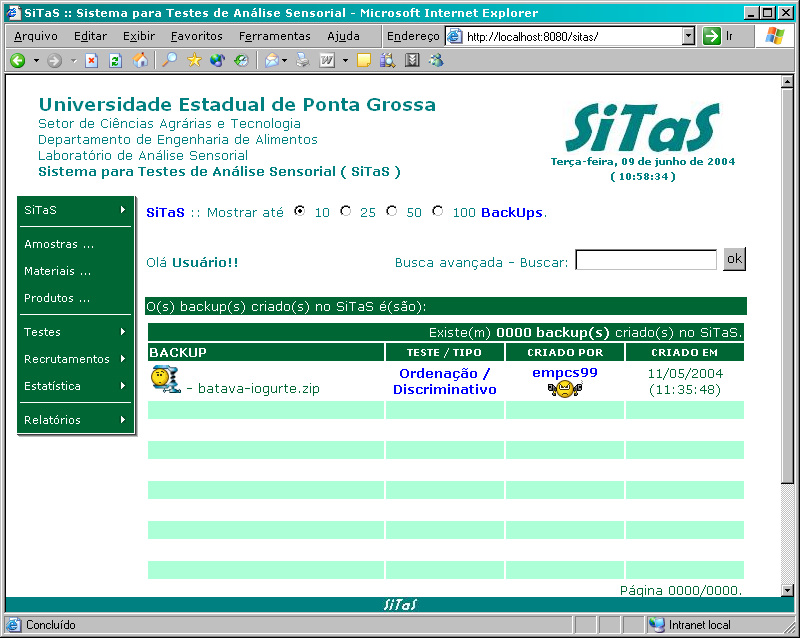 SiTaS :: Sistema para Testes de Análise Sensorial - Microsoft Internet Explorer
Arquivo Editar Exibir Favoritos Ferramentas Ajuda Endereço http://localhost:8080/sitas/ Ir
Universidade Estadual de Ponta Grossa
Setor de Ciências Agrárias e Tecnologia
Departamento de Engenharia de Alimentos
Laboratório de Análise Sensorial
Sistema para Testes de Análise Sensorial ( SiTaS )
SiTaS
Terça-feira, 09 de junho de 2004
( 10:58:34 )
SiTaS
Amostras ...
Materiais ...
Produtos ...
Testes
Recrutamentos
Estatística
Relatórios
SiTaS :: Mostrar até 10 25 50 100 BackUps.
Olá Usuário!! Busca avançada - Buscar: ok
O(s) backup(s) criado(s) no SiTaS é(são):
Existe(m) 0000 backup(s) criado(s) no SiTaS.
BACKUP TESTE / TIPO CRIADO POR CRIADO EM
- batava-iogurte.zip Ordenação / Discriminativo empcs99 11/05/2004 (11:35:48)
Página 0000/0000.
SiTaS
Concluído Intranet local